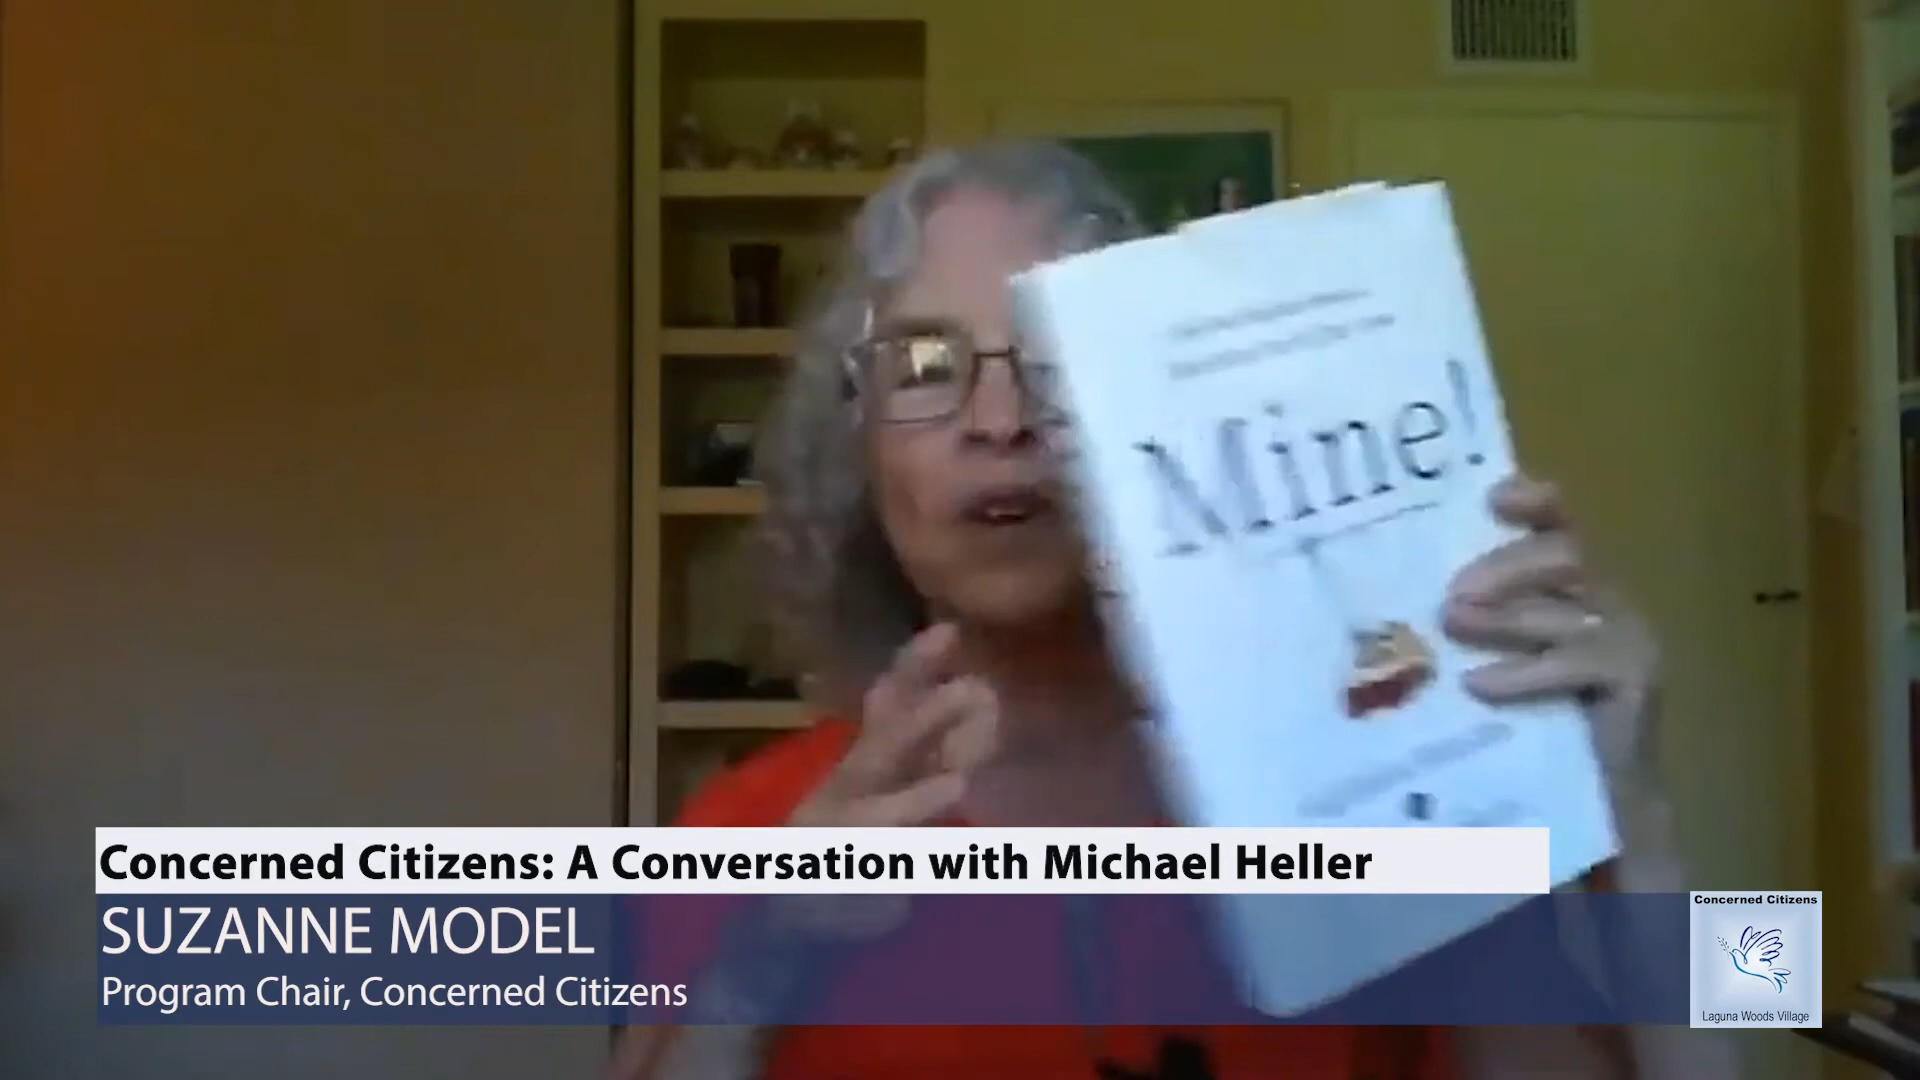 Mine!
Concerned Citizens: A Conversation with Michael Heller
SUZANNE MODEL
Program Chair, Concerned Citizens
Concerned Citizens
Laguna Woods Village